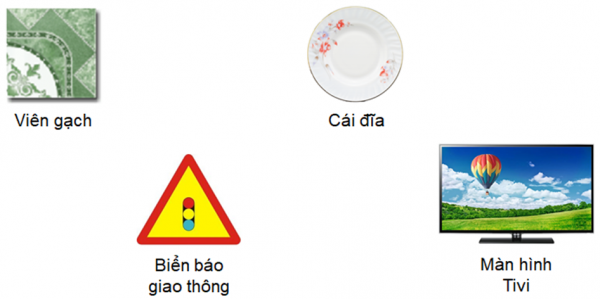 Viên gạch
Cái đĩa
Biển báo
giao thông
Màn hình
Tivi